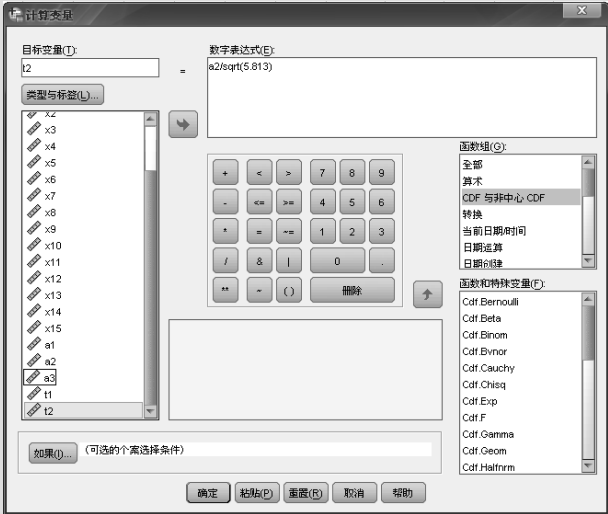 计算变量
目标变量(T):
t2
=
数字表达式(E):
a2/sqrt(5.813)
类型与标签(L)...
x2
x3
x4
x5
x6
x7
x8
x9
x10
x11
x12
x13
x14
x15
a1
a2
a3
t1
t2
+ < > 7 8 9
- <= >= 4 5 6
* = ~= 1 2 3
/ & | 0 .
** ~ ( ) 删除
函数组(G):
全部
算术
CDF 与非中心 CDF
转换
当前日期/时间
日期运算
日期创建
函数和特殊变量(F):
Cdf.Bernoulli
Cdf.Beta
Cdf.Binom
Cdf.Bvnor
Cdf.Cauchy
Cdf.Chisq
Cdf.Exp
Cdf.F
Cdf.Gamma
Cdf.Geom
Cdf.Halfnrm
如果(I)... (可选的个案选择条件)
确定 粘贴(P) 重置(R) 取消 帮助